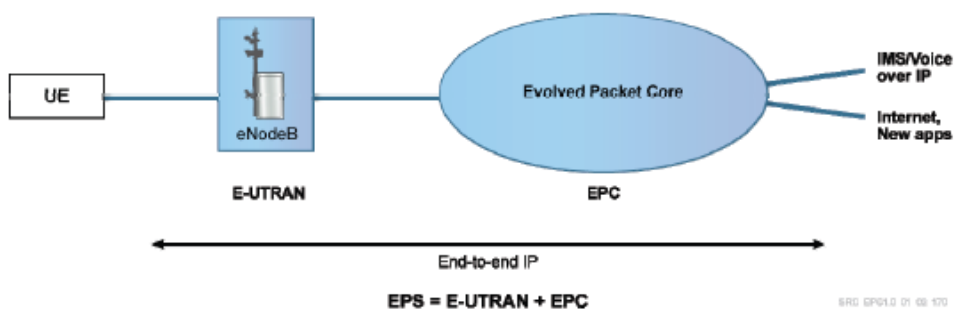 UE
eNodeB
Evolved Packet Core
IMS/Voice
over IP
Internet,
New apps
E-UTRAN
EPC
End-to-end IP
EPS = E-UTRAN + EPC